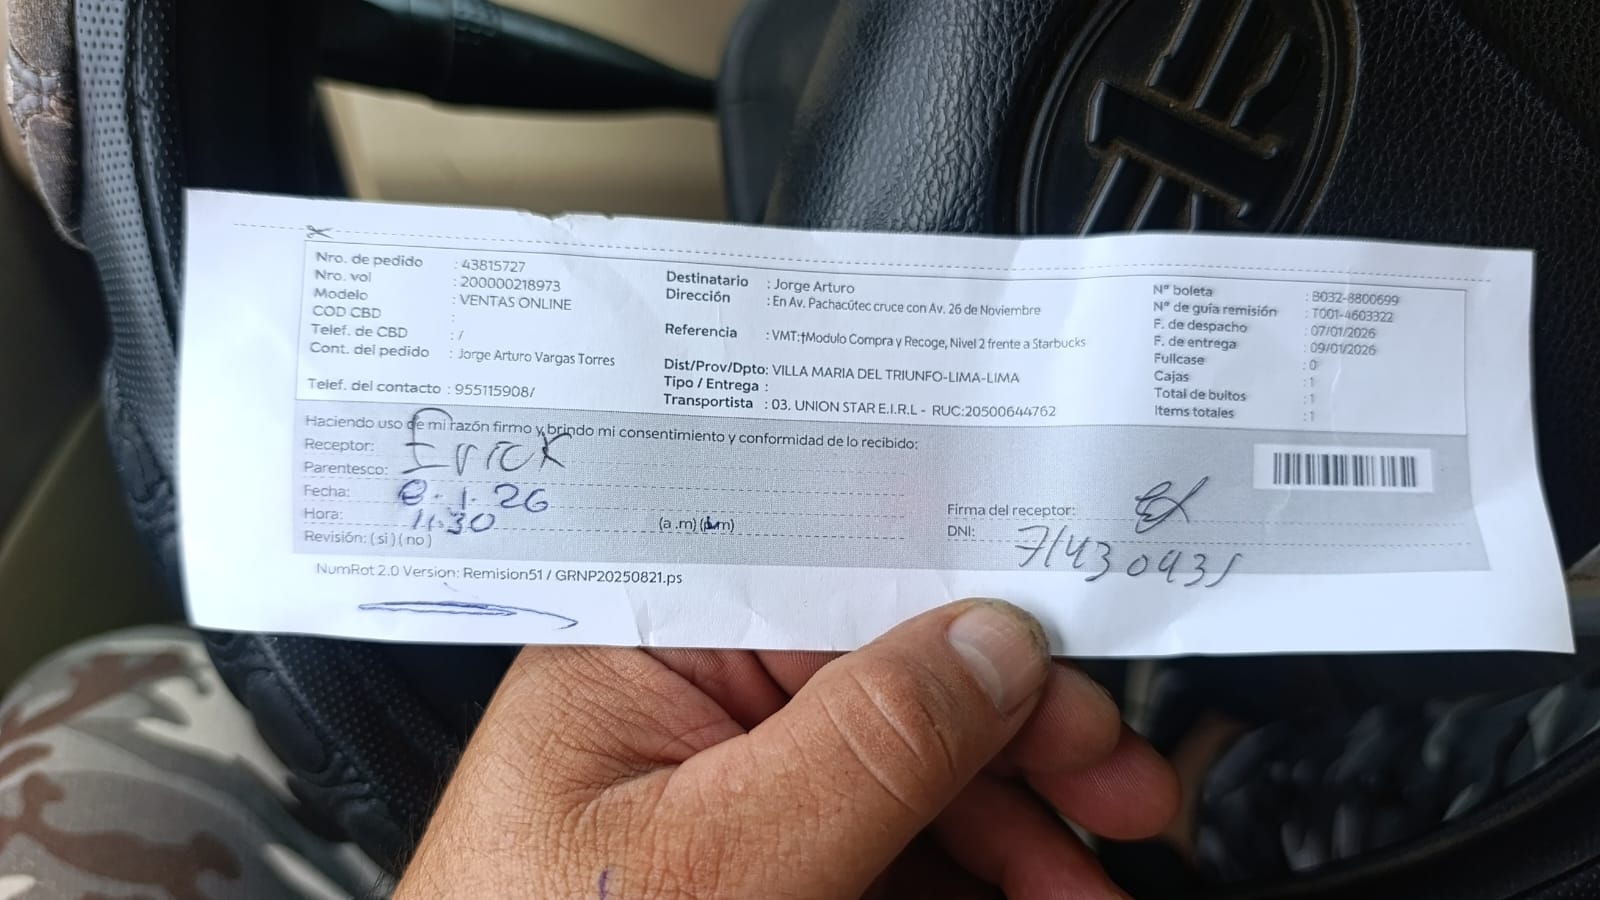 Nro. de pedido : 43815727
Nro. vol : 200000218973
Modelo : VENTAS ONLINE
COD CBD :
Telef. de CBD : /
Cont. del pedido : Jorge Arturo Vargas Torres
Telef. del contacto : 955115908/
Destinatario : Jorge Arturo
Dirección : En Av. Pachacútec cruce con Av. 26 de Noviembre
Referencia : VMT:†Modulo Compra y Recoge, Nivel 2 frente a Starbucks
Dist/Prov/Dpto: VILLA MARIA DEL TRIUNFO-LIMA-LIMA
Tipo / Entrega :
Transportista : 03. UNION STAR E.I.R.L - RUC:20500644762
N° boleta : B032-8800699
N° de guía remisión : T001-4603322
F. de despacho : 07/01/2026
F. de entrega : 09/01/2026
Fullcase : 0
Cajas : 1
Total de bultos : 1
Items totales : 1
Haciendo uso de mi razón firmo y brindo mi consentimiento y conformidad de lo recibido:
Receptor: Erick
Parentesco:
Fecha: 8.1.26
Hora: 11:30 (a .m) (p.m)
Revisión: ( si ) ( no )
Firma del receptor:
DNI: 71430435
NumRot 2.0 Version: Remision51 / GRNP20250821.ps